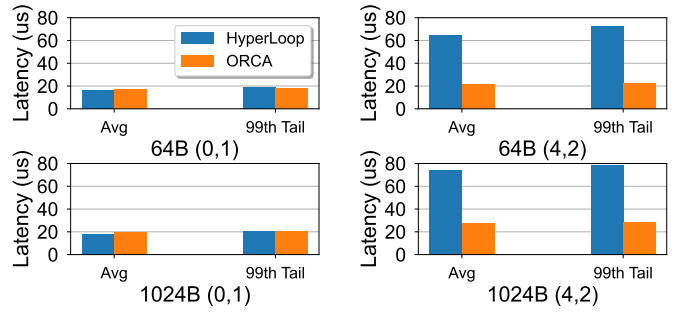 Latency (us)
80
60
40
20
0
HyperLoop
ORCA
Avg
99th Tail
64B (0,1)
Latency (us)
80
60
40
20
0
Avg
99th Tail
64B (4,2)
Latency (us)
80
60
40
20
0
Avg
99th Tail
1024B (0,1)
Latency (us)
80
60
40
20
0
Avg
99th Tail
1024B (4,2)